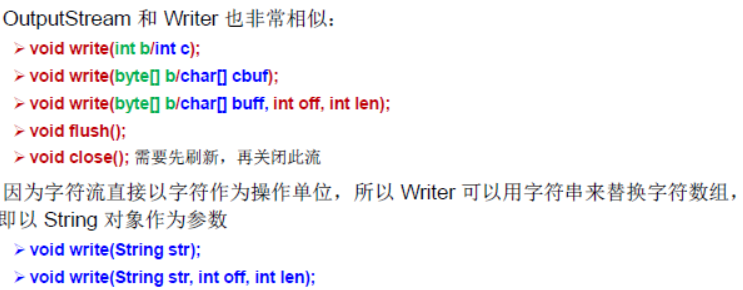 OutputStream 和 Writer 也非常相似：
➢ void write(int b/int c);
➢ void write(byte[] b/char[] cbuf);
➢ void write(byte[] b/char[] buff, int off, int len);
➢ void flush();
➢ void close(); 需要先刷新，再关闭此流
因为字符流直接以字符作为操作单位，所以 Writer 可以用字符串来替换字符数组，
即以 String 对象作为参数
➢ void write(String str);
➢ void write(String str, int off, int len);